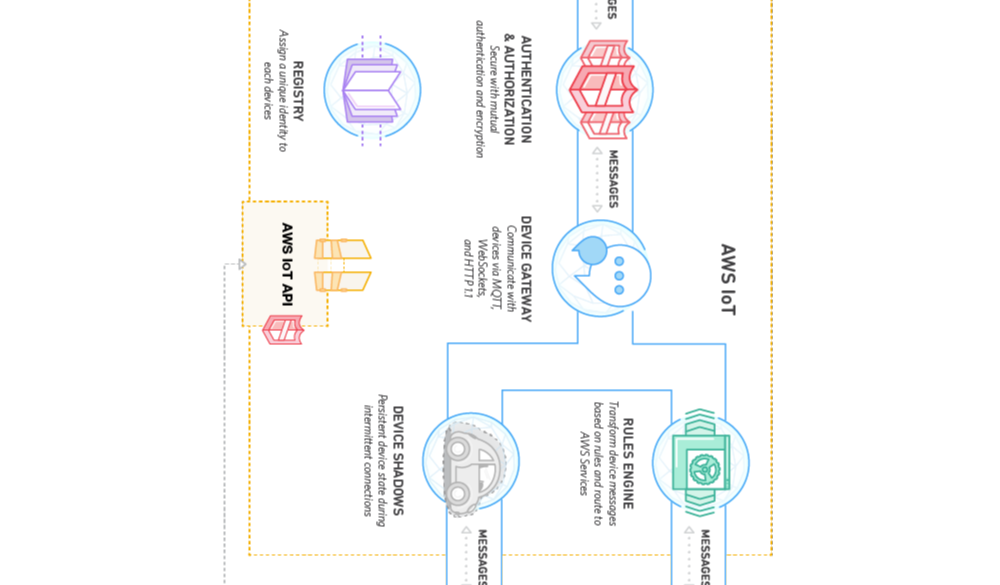 AWS IoT
GES
AUTHENTICATION
& AUTHORIZATION
Secure with mutual
authentication and encryption
MESSAGES
DEVICE GATEWAY
Communicate with
devices via MQTT,
WebSockets,
and HTTP 1.1
RULES ENGINE
Transform device messages
based on rules and route to
AWS Services
MESSAGES
DEVICE SHADOWS
Persistent device state during
intermittent connections
MESSAGES
REGISTRY
Assign a unique identity to
each devices
AWS IoT API